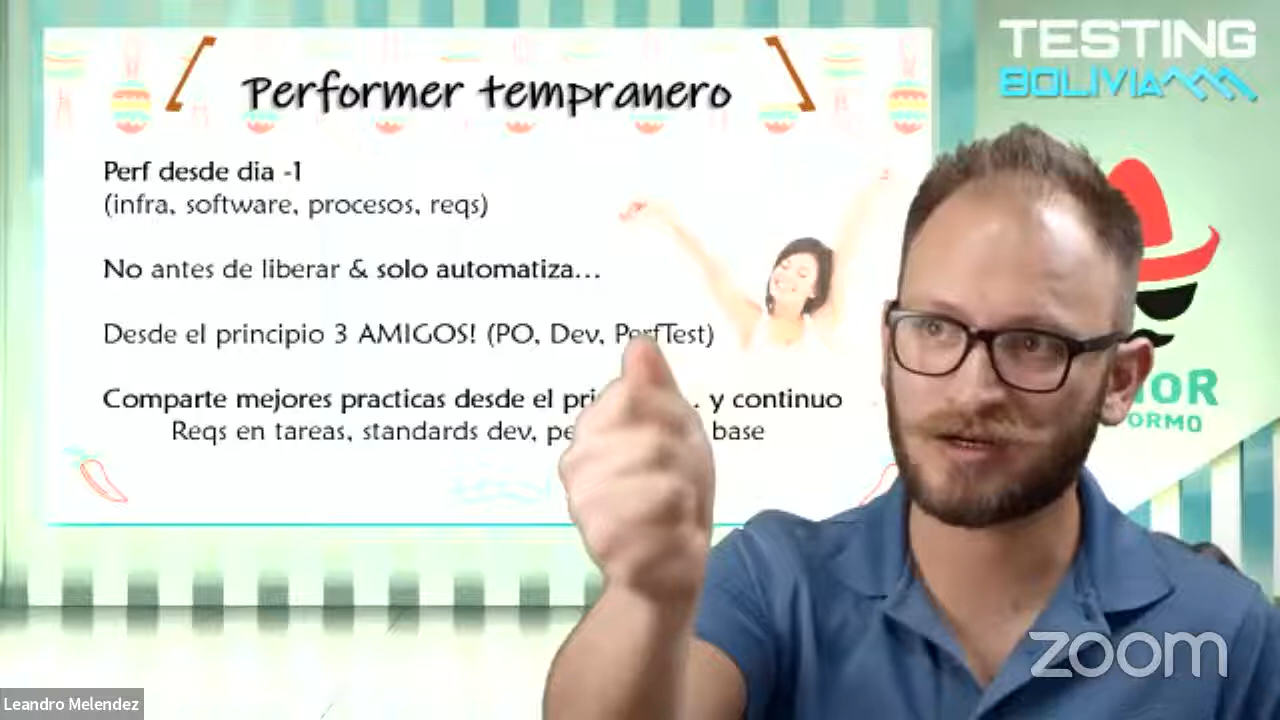 Performer tempranero
TESTING
BOLIVIA
Perf desde dia -1
(infra, software, procesos, reqs)
No antes de liberar & solo automatiza...
Desde el principio 3 AMIGOS! (PO, Dev, PerfTest)
Comparte mejores practicas desde el y continuo
Reqs en tareas, standards dev, base
zoom
Leandro Melendez